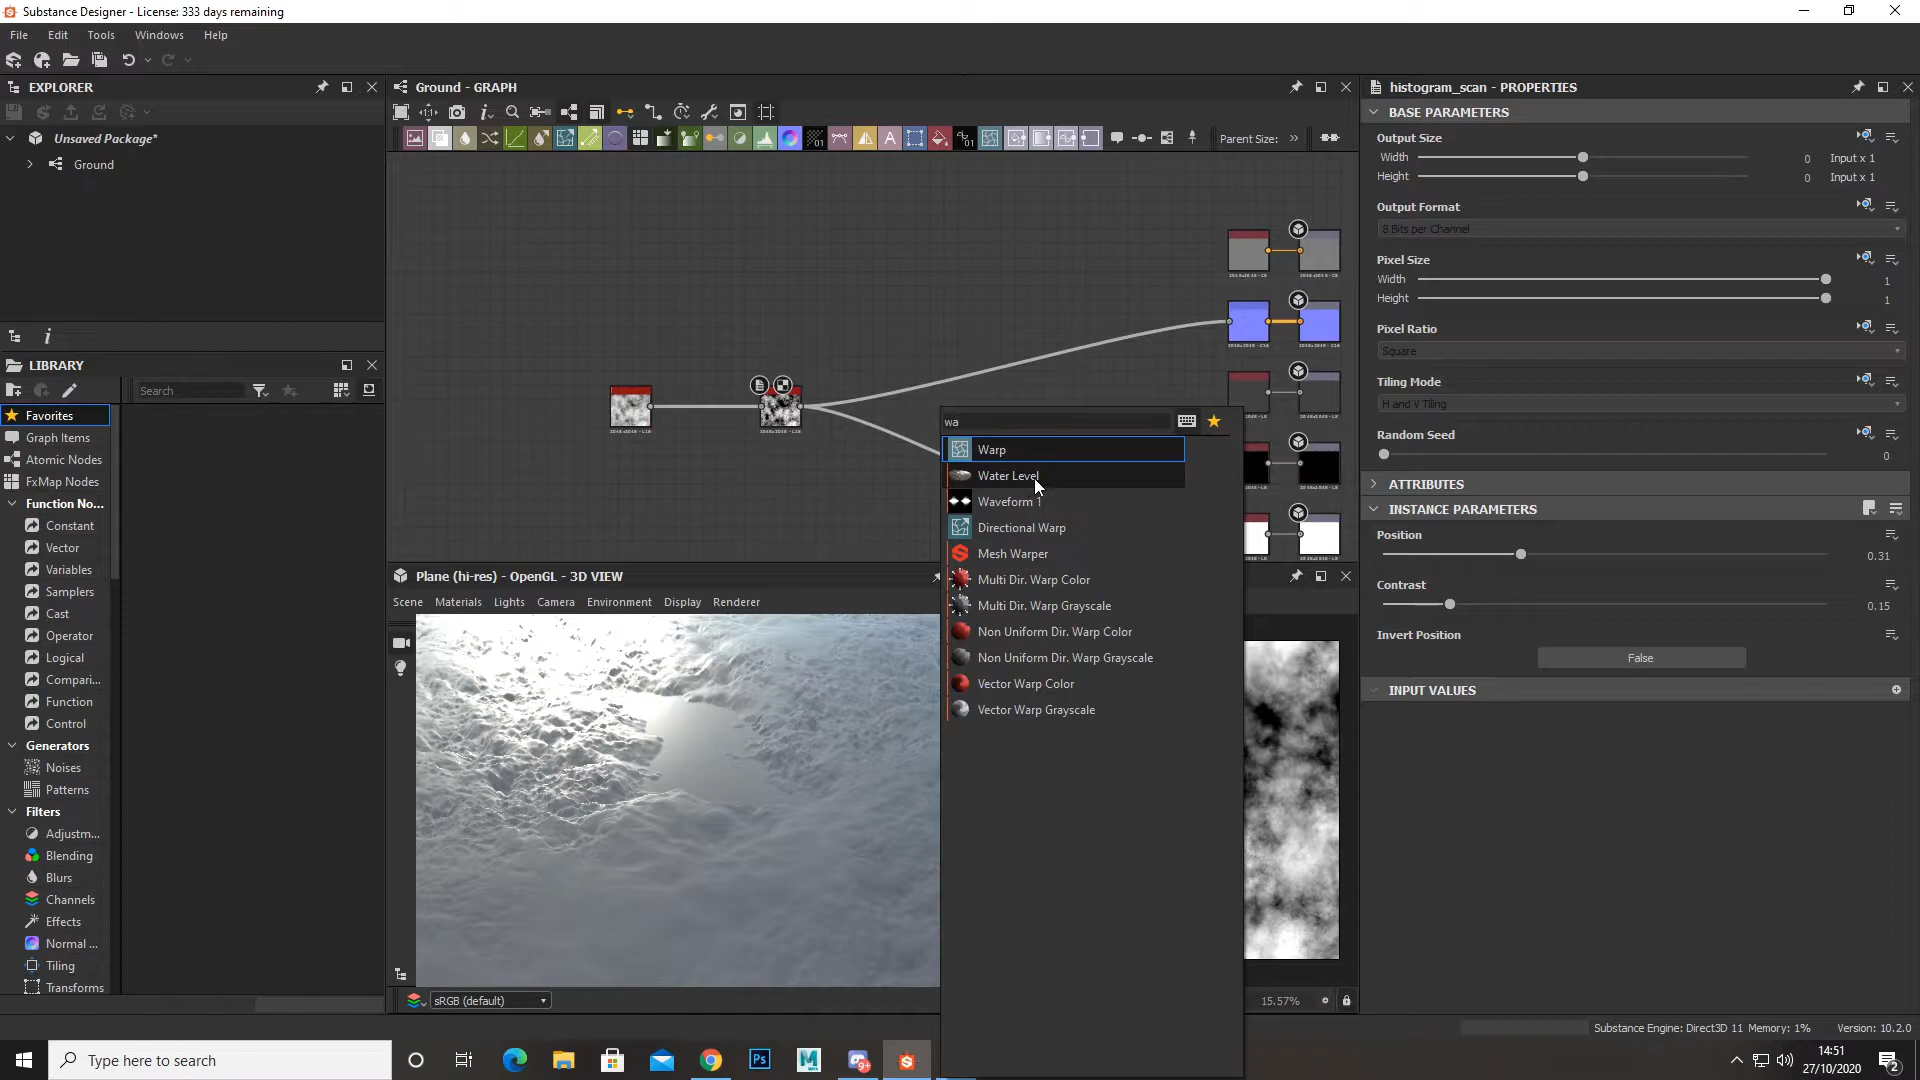 Substance Designer - License: 333 days remaining
File Edit Tools Windows Help
EXPLORER
Unsaved Package*
Ground
LIBRARY
Search
Favorites
Graph Items
Atomic Nodes
FxMap Nodes
Function No...
Constant
Vector
Variables
Samplers
Cast
Operator
Logical
Compari...
Function
Control
Generators
Noises
Patterns
Filters
Adjustm...
Blending
Blurs
Channels
Effects
Normal ...
Tiling
Transforms
Ground - GRAPH
Parent Size:
wa
Warp
Water Level
Waveform 1
Directional Warp
Mesh Warper
Multi Dir. Warp Color
Multi Dir. Warp Grayscale
Non Uniform Dir. Warp Color
Non Uniform Dir. Warp Grayscale
Vector Warp Color
Vector Warp Grayscale
Plane (hi-res) - OpenGL - 3D VIEW
Scene Materials Lights Camera Environment Display Renderer
sRGB (default)
15.57%
histogram_scan - PROPERTIES
BASE PARAMETERS
Output Size
Width 0 Input x 1
Height 0 Input x 1
Output Format
8 Bits per Channel
Pixel Size
Width 1
Height 1
Pixel Ratio
Square
Tiling Mode
H and V Tiling
Random Seed
0
ATTRIBUTES
INSTANCE PARAMETERS
Position
0.31
Contrast
0.15
Invert Position
False
INPUT VALUES
Substance Engine: Direct3D 11 Memory: 1% Version: 10.2.0
Type here to search
Ps
9+
14:51
27/10/2020
2